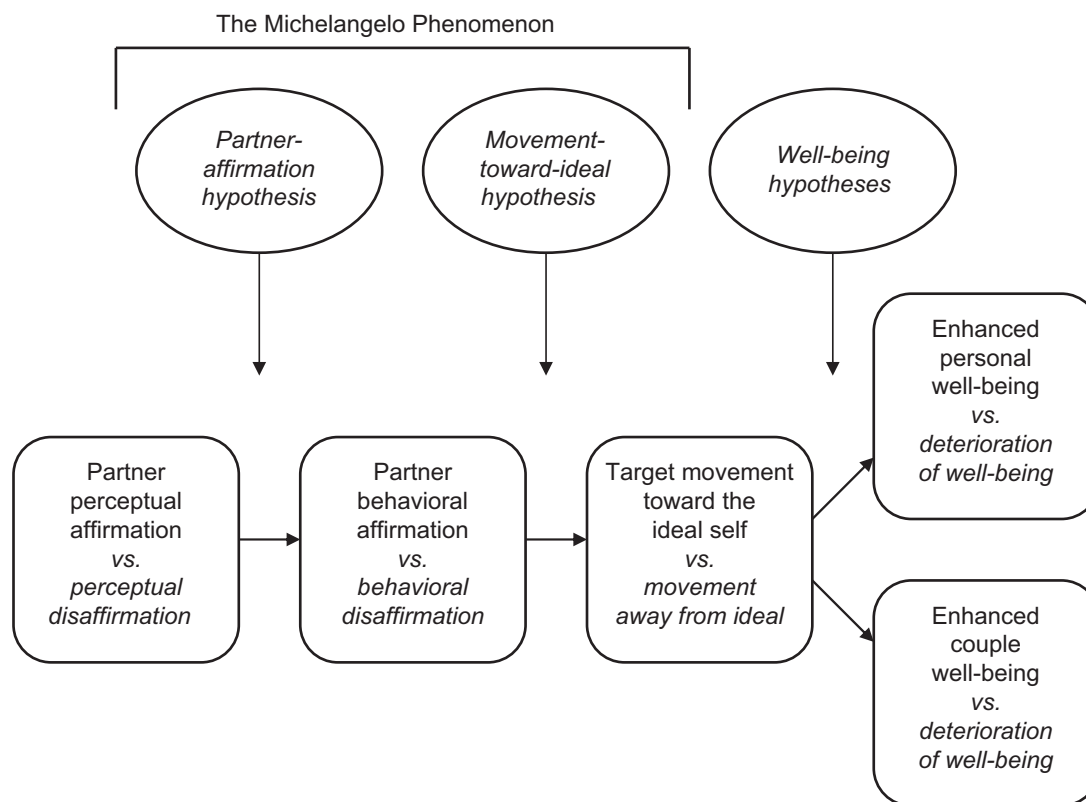 The Michelangelo Phenomenon
Partner-
affirmation
hypothesis
Movement-
toward-ideal
hypothesis
Well-being
hypotheses
Partner
perceptual
affirmation
vs.
perceptual
disaffirmation
Partner
behavioral
affirmation
vs.
behavioral
disaffirmation
Target movement
toward the
ideal self
vs.
movement
away from ideal
Enhanced
personal
well-being
vs.
deterioration
of well-being
Enhanced
couple
well-being
vs.
deterioration
of well-being